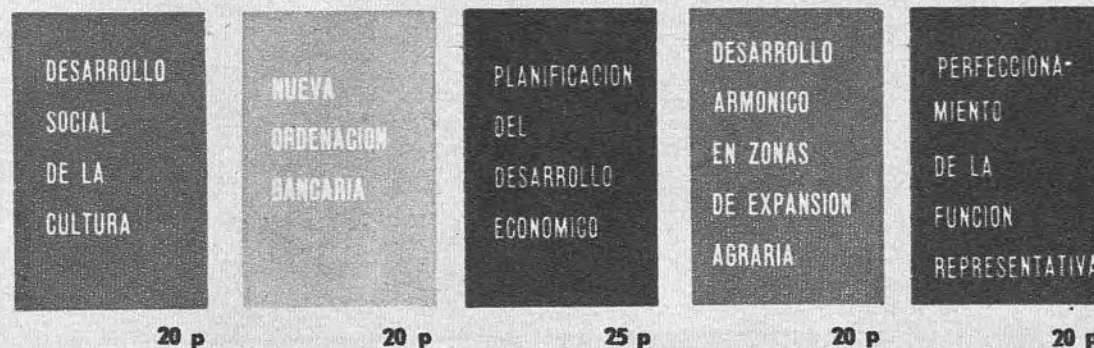 DESARROLLO
SOCIAL
DE LA
CULTURA
20 p
NUEVA
ORDENACION
BANCARIA
20 p
PLANIFICACION
DEL
DESARROLLO
ECONOMICO
25 p
DESARROLLO
ARMONICO
EN ZONAS
DE EXPANSION
AGRARIA
20 p
PERFECCIONA-
MIENTO
DE LA
FUNCION
REPRESENTATIVA
20 p